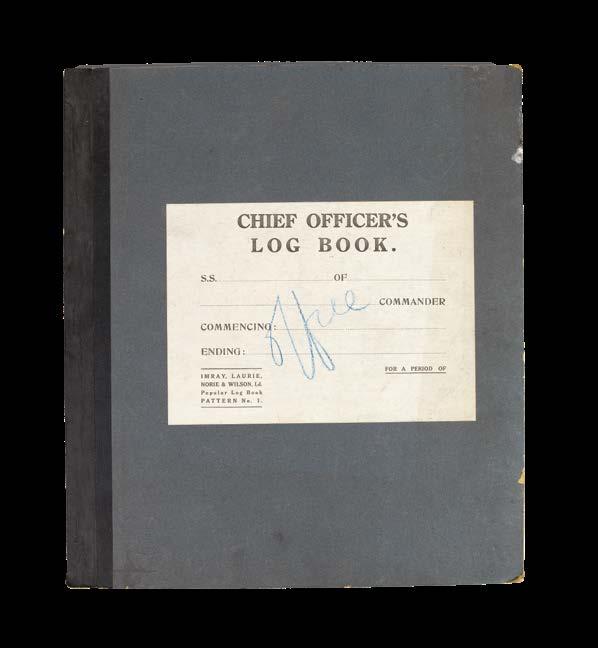 CHIEF OFFICER'S
LOG BOOK.
S.S. OF
COMMANDER
COMMENCING:
ENDING:
FOR A PERIOD OF
IMRAY, LAURIE,
NORIE & WILSON, Ld.
Popular Log Book
PATTERN No. 1.